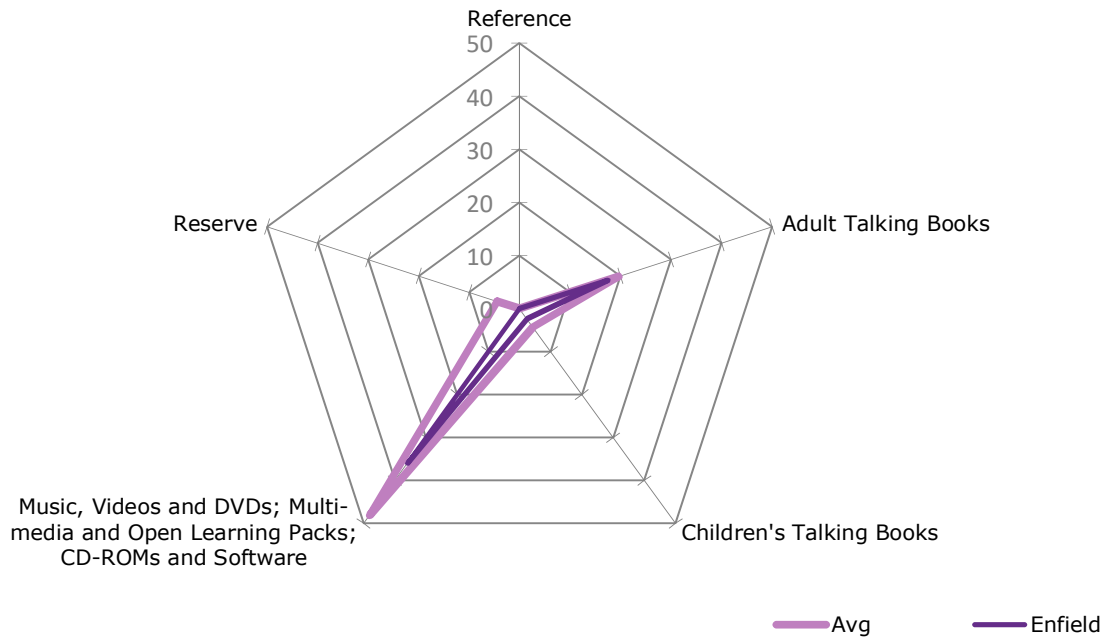 Reference
50
40
30
20
10
0
Reserve
Adult Talking Books
Music, Videos and DVDs; Multi-
media and Open Learning Packs;
CD-ROMs and Software
Children's Talking Books
Avg
Enfield